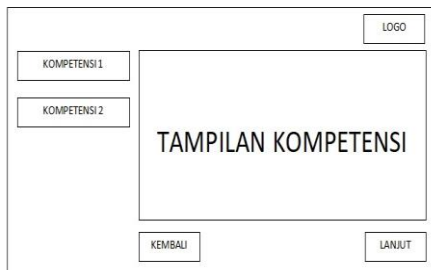 LOGO
KOMPETENSI 1
KOMPETENSI 2
TAMPILAN KOMPETENSI
KEMBALI
LANJUT